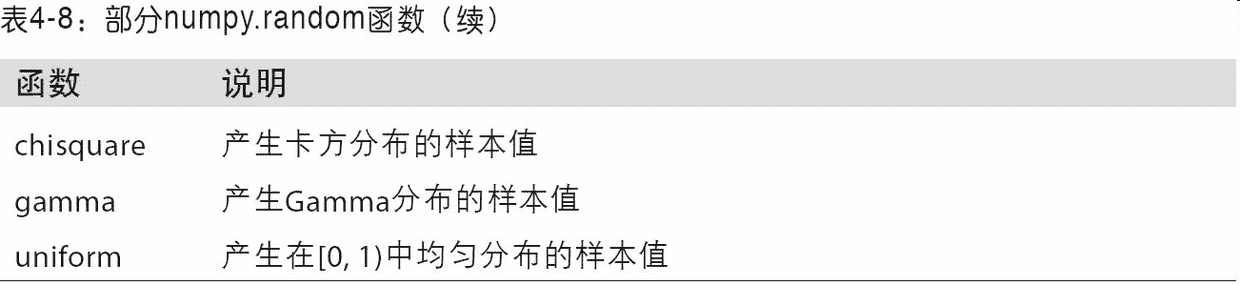 表4-8：部分numpy.random函数（续）
函数 说明
chisquare 产生卡方分布的样本值
gamma 产生Gamma分布的样本值
uniform 产生在[0, 1)中均匀分布的样本值